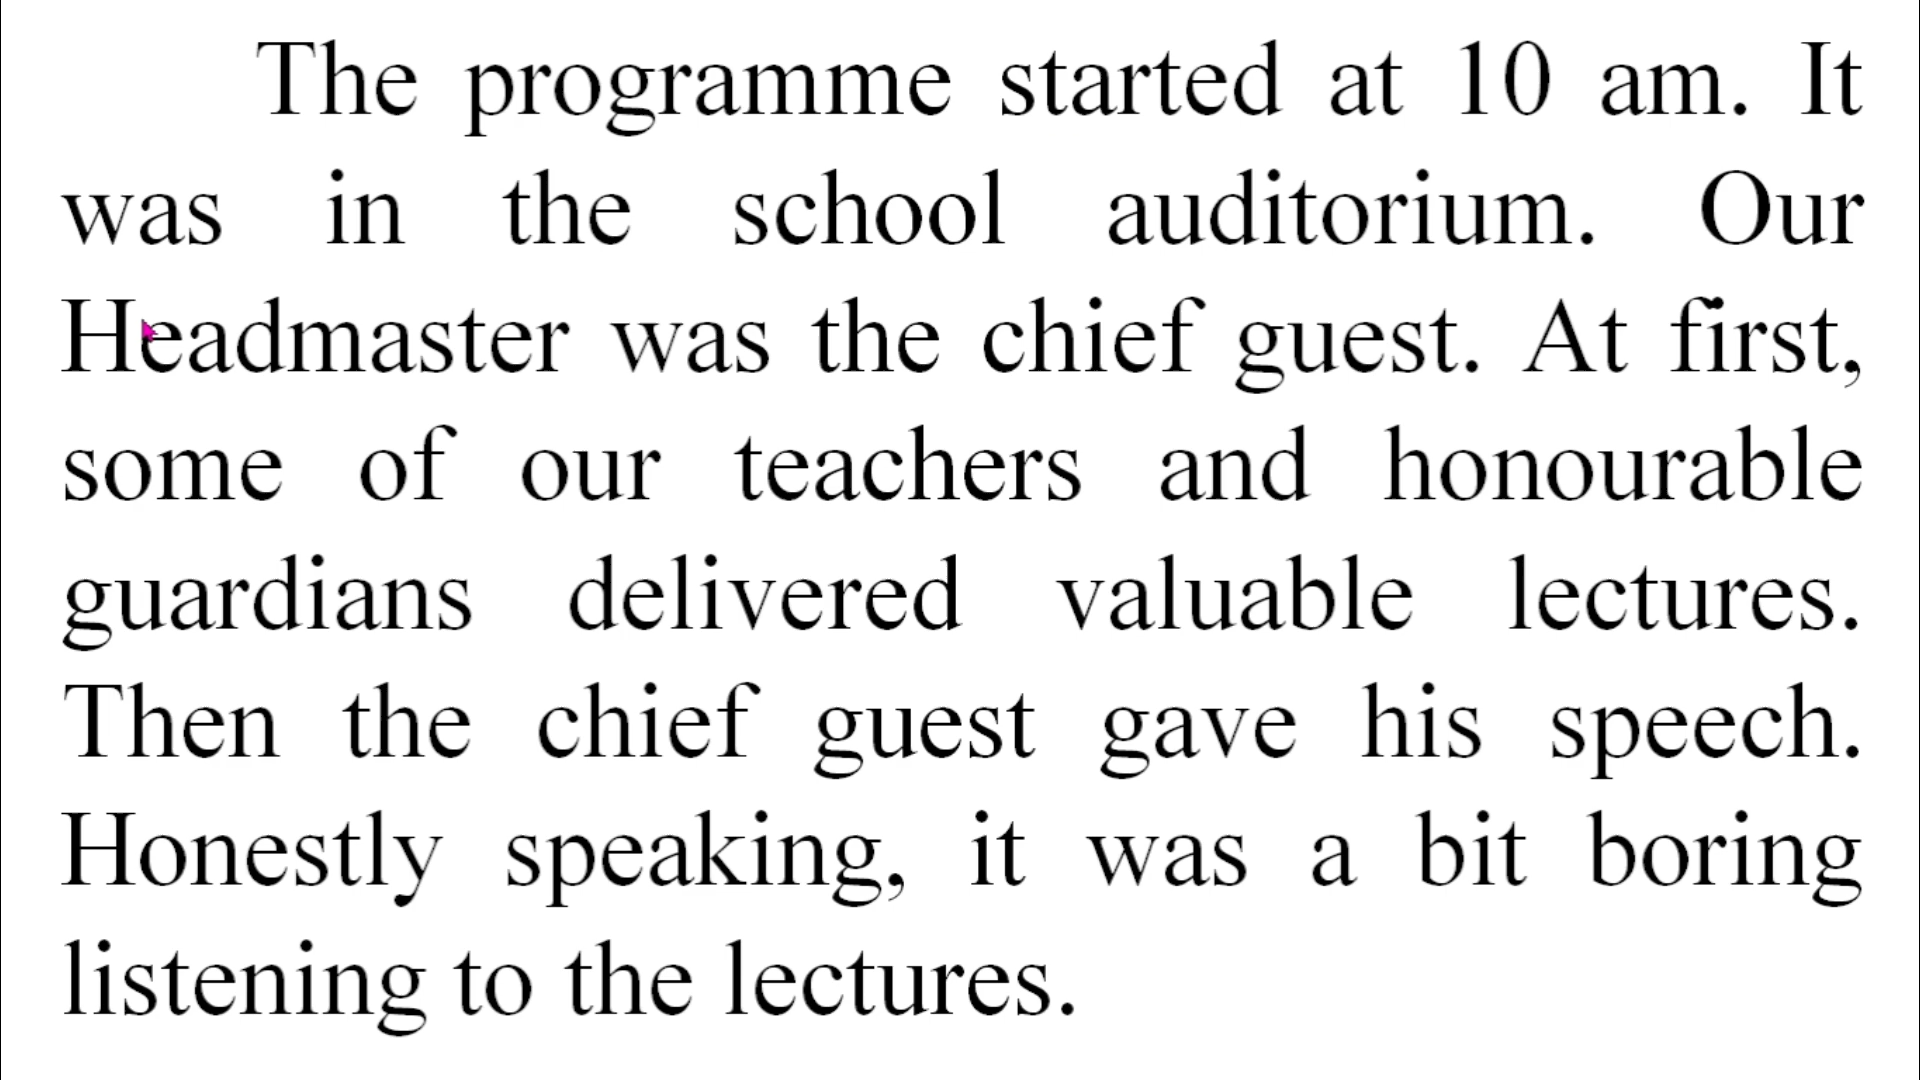 The programme started at 10 am. It
was in the school auditorium. Our
Headmaster was the chief guest. At first,
some of our teachers and honourable
guardians delivered valuable lectures.
Then the chief guest gave his speech.
Honestly speaking, it was a bit boring
listening to the lectures.